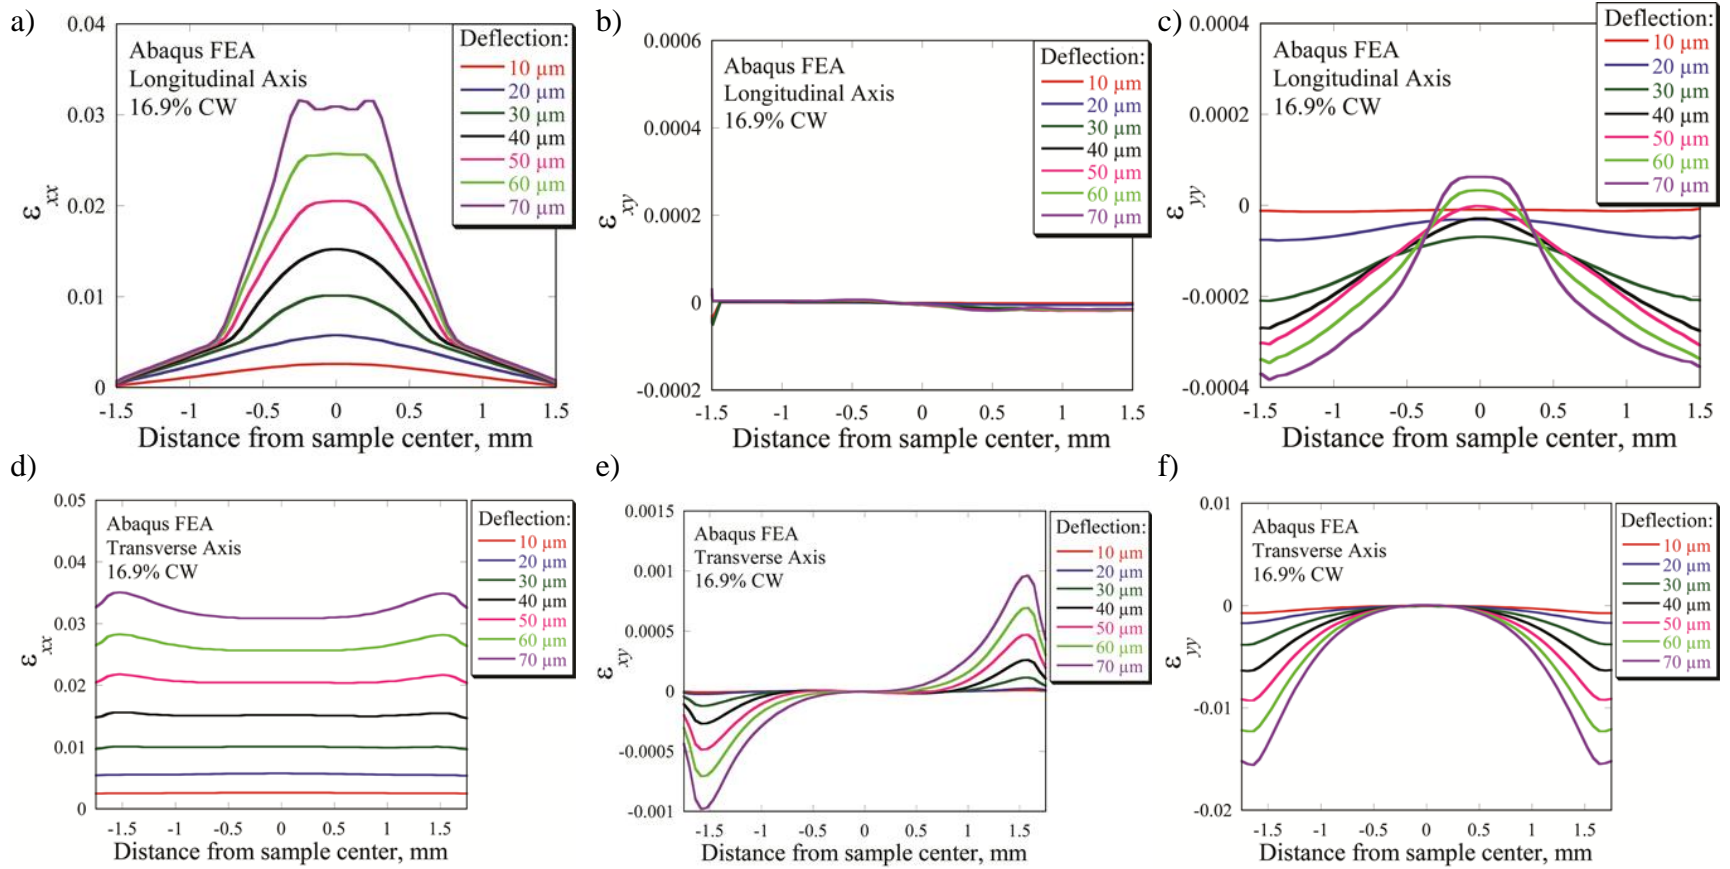 a)
0.04
0.03
0.02
0.01
0
ε xx
Abaqus FEA
Longitudinal Axis
16.9% CW
Deflection:
10 µm
20 µm
30 µm
40 µm
50 µm
60 µm
70 µm
-1.5 -1 -0.5 0 0.5 1 1.5
Distance from sample center, mm
b)
0.0006
0.0004
0.0002
0
-0.0002
ε xy
Abaqus FEA
Longitudinal Axis
16.9% CW
Deflection:
10 µm
20 µm
30 µm
40 µm
50 µm
60 µm
70 µm
-1.5 -1 -0.5 0 0.5 1 1.5
Distance from sample center, mm
c)
0.0004
0.0002
0
-0.0002
-0.0004
ε yy
Abaqus FEA
Longitudinal Axis
16.9% CW
Deflection:
10 µm
20 µm
30 µm
40 µm
50 µm
60 µm
70 µm
-1.5 -1 -0.5 0 0.5 1 1.5
Distance from sample center, mm
d)
0.05
0.04
0.03
0.02
0.01
0
ε xx
Abaqus FEA
Transverse Axis
16.9% CW
Deflection:
10 µm
20 µm
30 µm
40 µm
50 µm
60 µm
70 µm
-1.5 -1 -0.5 0 0.5 1 1.5
Distance from sample center, mm
e)
0.0015
0.001
0.0005
0
-0.0005
-0.001
ε xy
Abaqus FEA
Transverse Axis
16.9% CW
Deflection:
10 µm
20 µm
30 µm
40 µm
50 µm
60 µm
70 µm
-1.5 -1 -0.5 0 0.5 1 1.5
Distance from sample center, mm
f)
0.01
0
-0.01
-0.02
ε yy
Abaqus FEA
Transverse Axis
16.9% CW
Deflection:
10 µm
20 µm
30 µm
40 µm
50 µm
60 µm
70 µm
-1.5 -1 -0.5 0 0.5 1 1.5
Distance from sample center, mm